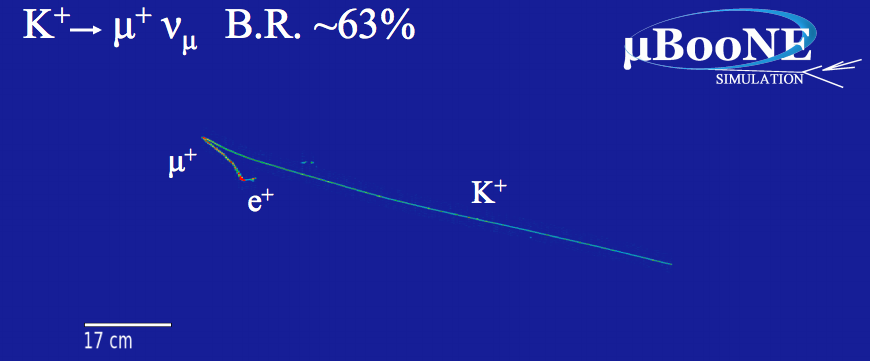 K⁺→ μ⁺ ν_μ B.R. ~63%
μBooNE
SIMULATION
μ⁺
e⁺
K⁺
17 cm